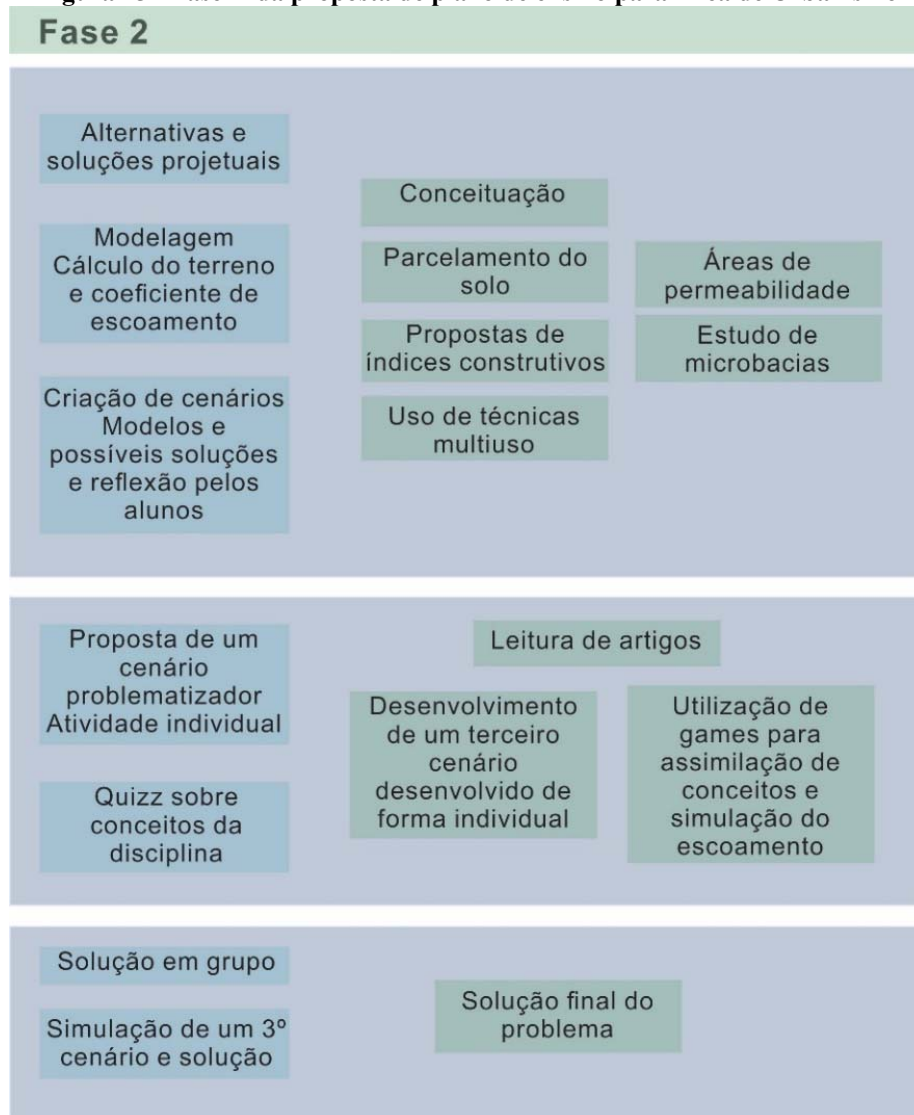 Fase 2
Alternativas e
soluções projetuais
Modelagem
Cálculo do terreno
e coeficiente de
escoamento
Criação de cenários
Modelos e
possíveis soluções
e reflexão pelos
alunos
Conceituação
Parcelamento do
solo
Propostas de
índices construtivos
Uso de técnicas
multiuso
Áreas de
permeabilidade
Estudo de
microbacias
Proposta de um
cenário
problematizador
Atividade individual
Quizz sobre
conceitos da
disciplina
Leitura de artigos
Desenvolvimento
de um terceiro
cenário
desenvolvido de
forma individual
Utilização de
games para
assimilação de
conceitos e
simulação do
escoamento
Solução em grupo
Simulação de um 3º
cenário e solução
Solução final do
problema